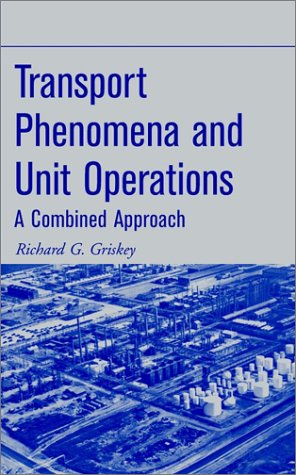 Transport
Phenomena and
Unit Operations
A Combined Approach
Richard G. Griskey